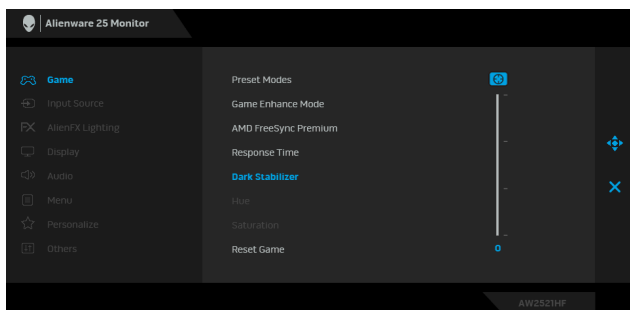 Alienware 25 Monitor
Game
Input Source
FX AlienFX Lighting
Display
Audio
Menu
Personalize
Others
Preset Modes
Game Enhance Mode
AMD FreeSync Premium
Response Time
Dark Stabilizer
Hue
Saturation
Reset Game
0
AW2521HF